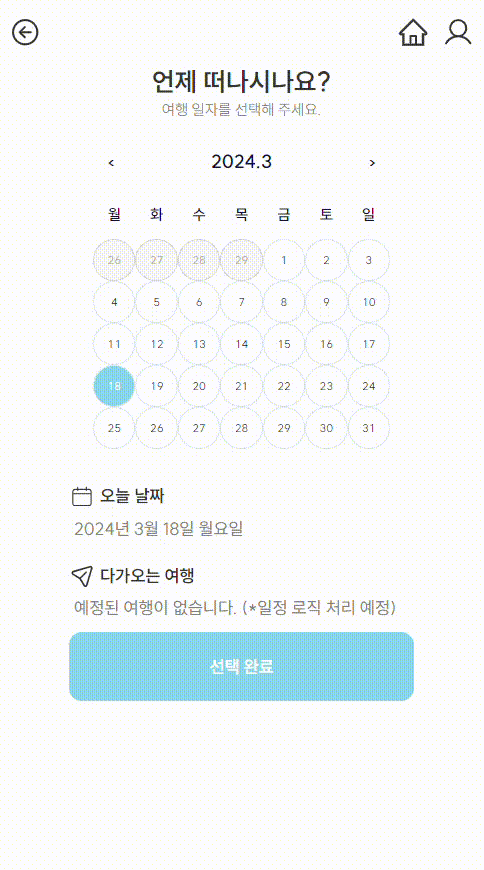 언제 떠나시나요?
여행 일자를 선택해 주세요.
‹ 2024.3 ›
월 화 수 목 금 토 일
26 27 28 29 1 2 3
4 5 6 7 8 9 10
11 12 13 14 15 16 17
18 19 20 21 22 23 24
25 26 27 28 29 30 31
오늘 날짜
2024년 3월 18일 월요일
다가오는 여행
예정된 여행이 없습니다. (*일정 로직 처리 예정)
선택 완료